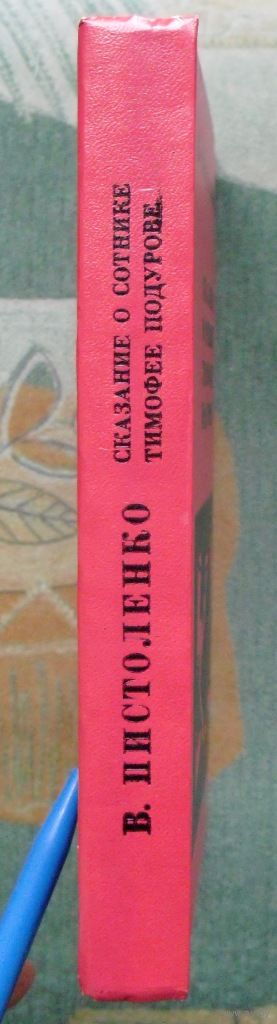 В. ПИСТОЛЕНКО
СКАЗАНИЕ О СОТНИКЕ
ТИМОФЕЕ ПОДУРОВЕ